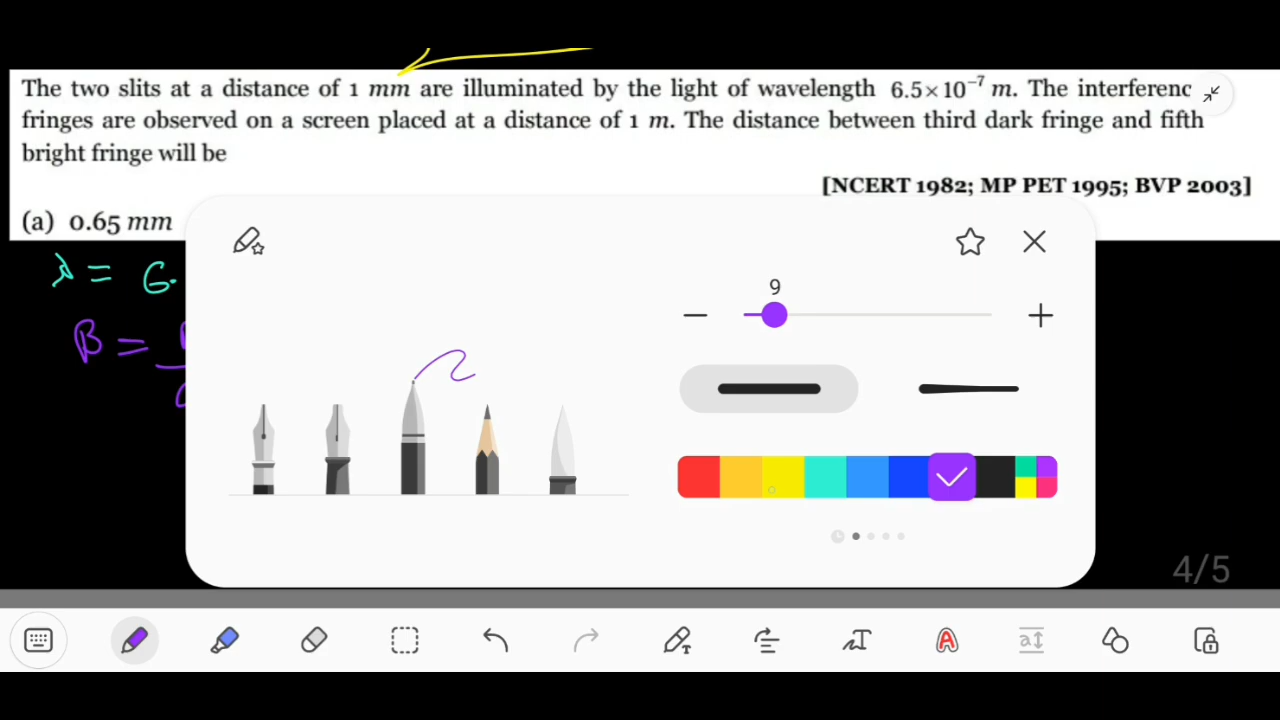 The two slits at a distance of 1 mm are illuminated by the light of wavelength 6.5×10⁻⁷ m. The interferenc
fringes are observed on a screen placed at a distance of 1 m. The distance between third dark fringe and fifth
bright fringe will be
[NCERT 1982; MP PET 1995; BVP 2003]
(a) 0.65 mm
λ = 6.
β =
9
4/5